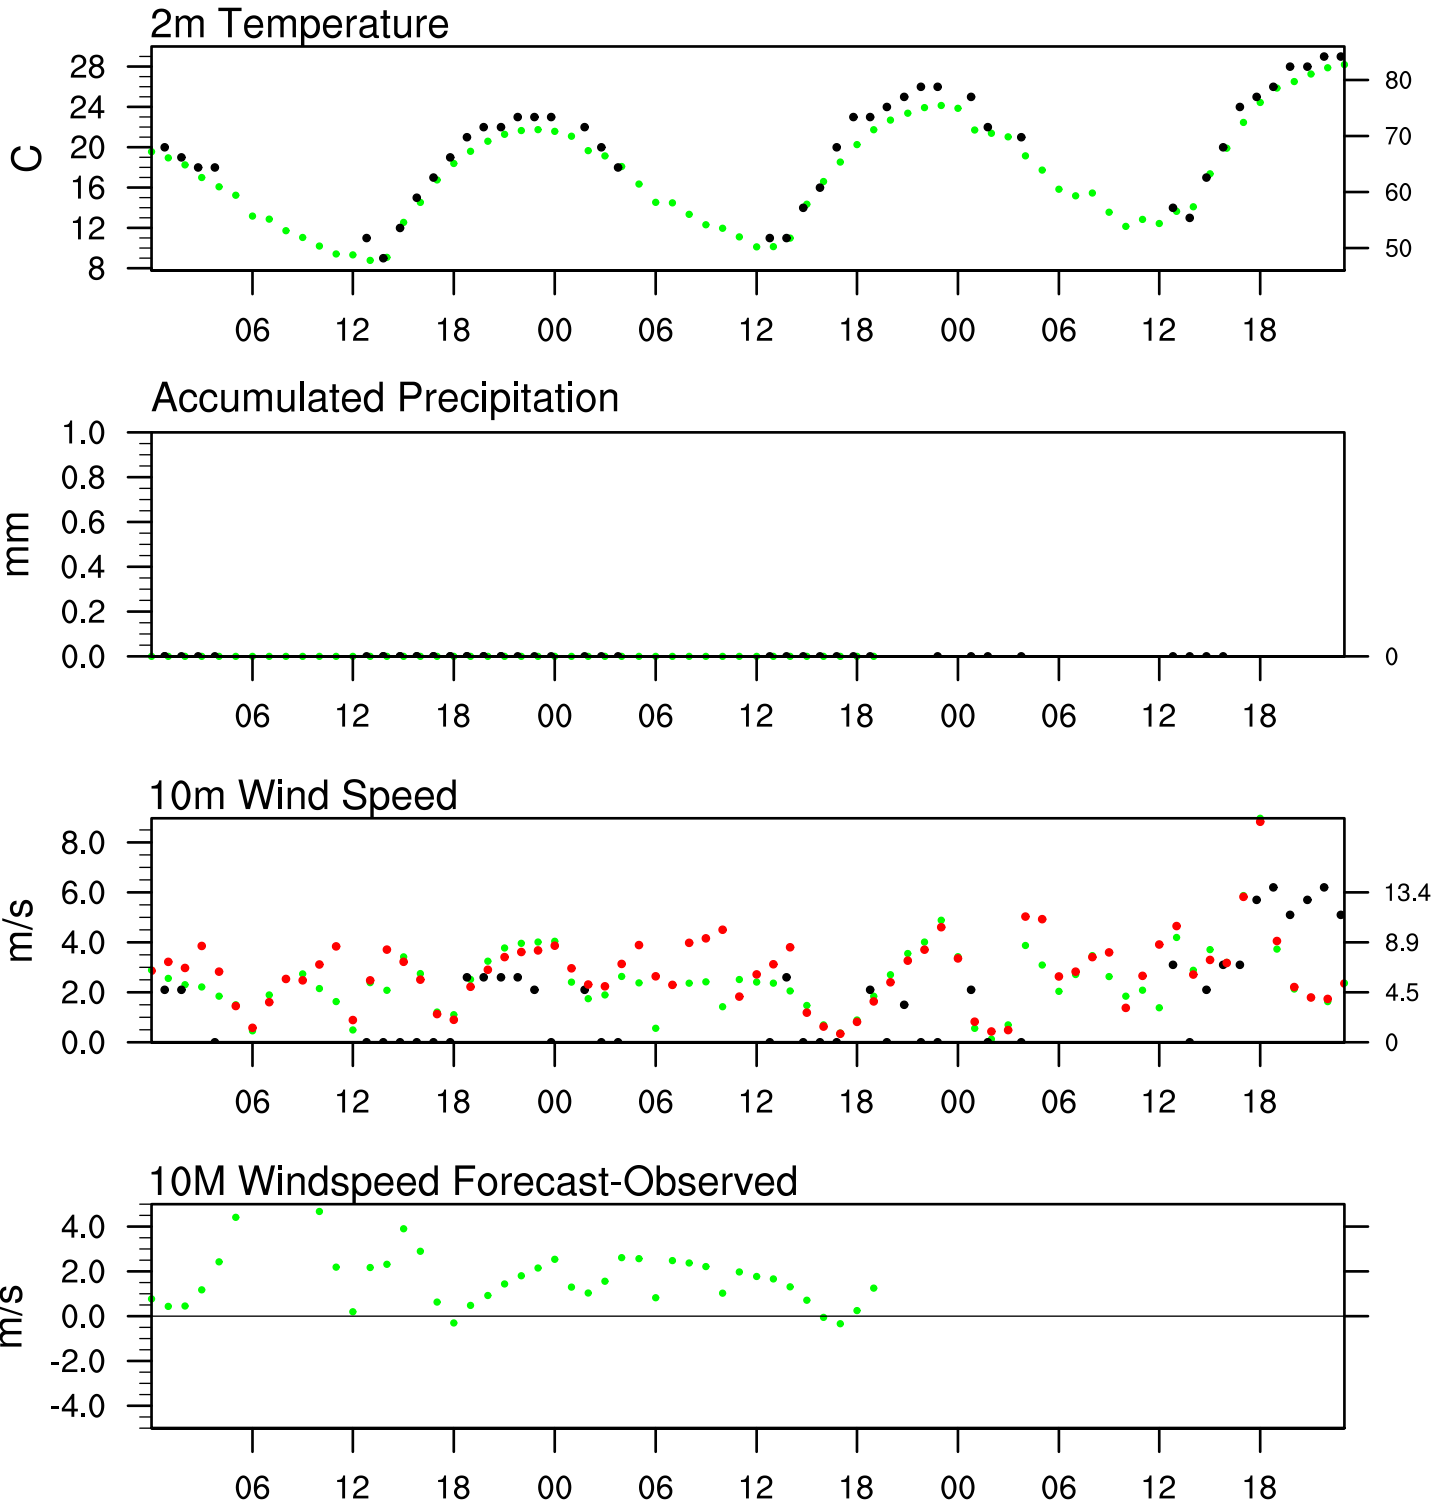 2m Temperature
28
24
20
16
12
8
C
80
70
60
50
06 12 18 00 06 12 18 00 06 12 18
Accumulated Precipitation
1.0
0.8
0.6
0.4
0.2
0.0
mm
0
06 12 18 00 06 12 18 00 06 12 18
10m Wind Speed
8.0
6.0
4.0
2.0
0.0
m/s
13.4
8.9
4.5
0
06 12 18 00 06 12 18 00 06 12 18
10M Windspeed Forecast-Observed
4.0
2.0
0.0
-2.0
-4.0
m/s
06 12 18 00 06 12 18 00 06 12 18